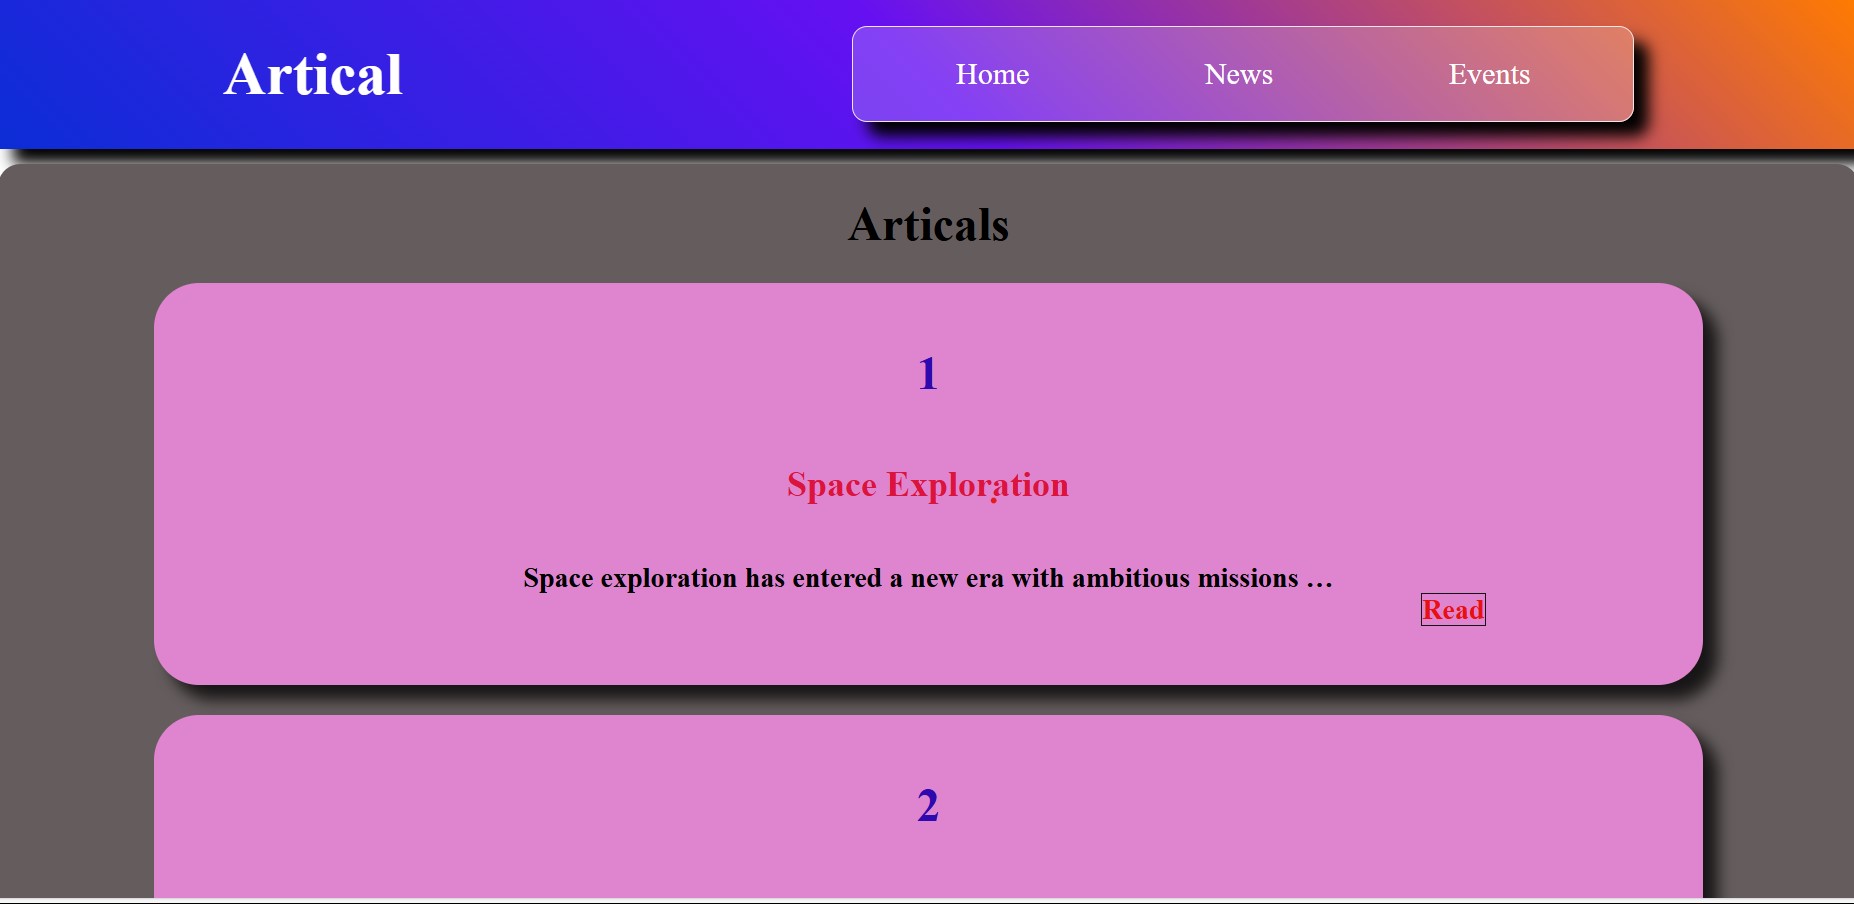 Artical
Home News Events
Articals
1
Space Exploration
Space exploration has entered a new era with ambitious missions …
Read
2